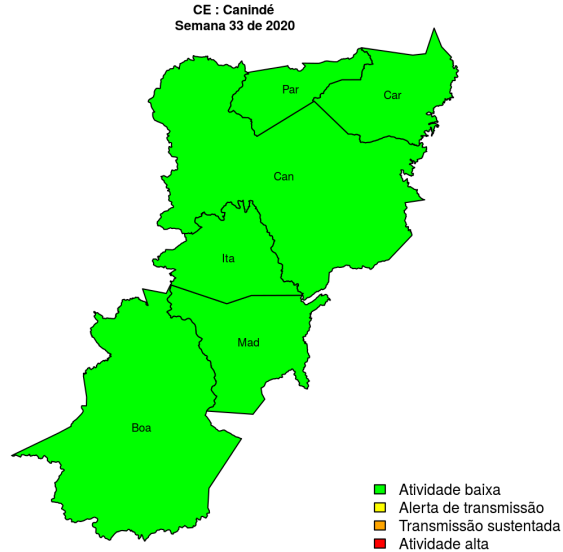 CE : Canindé
Semana 33 de 2020
Par
Car
Can
Ita
Mad
Boa
Atividade baixa
Alerta de transmissão
Transmissão sustentada
Atividade alta